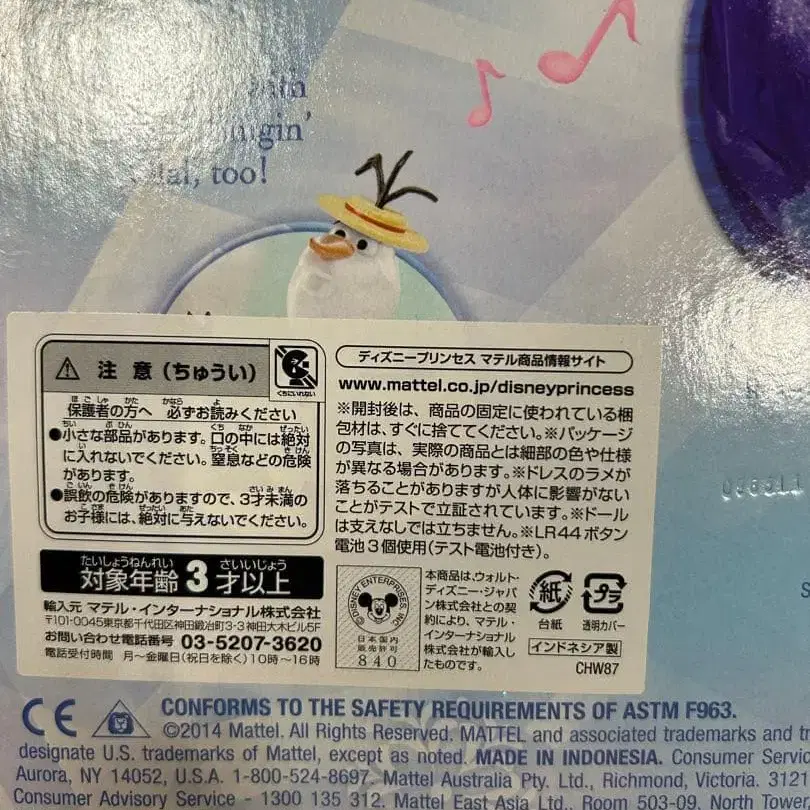 too!
⚠ 注意(ちゅうい)
くちにいれない
保護者の方へ 必ずお読みください
●小さな部品があります。口の中には絶対
に入れないでください。窒息などの危険
があります。
●誤飲の危険がありますので、3才未満の
お子様には、絶対に与えないでください。
たいしょうねんれい さいいじょう
対象年齢 3 才以上
輸入元 マテル・インターナショナル株式会社
〒101-0045東京都千代田区神田鍛冶町3-3神田大木ビル5F
お問い合わせ電話番号 03-5207-3620
電話受付時間 月～金曜日(祝日を除く)10時～16時
ディズニープリンセス マテル商品情報サイト
www.mattel.co.jp/disneyprincess
※開封後は、商品の固定に使われている梱
包材は、すぐに捨ててください。※パッケージ
の写真は、実際の商品とは細部の色や仕様
が異なる場合があります。※ドレスのラメが
落ちることがありますが人体に影響がない
ことがテストで立証されています。※ドール
は支えなしでは立ちません。※LR44ボタン
電池3個使用(テスト電池付き)。
©DISNEY ENTERPRISES, INC.
日本国内
販売許可
840
本商品は、ウォルト・
ディズニー・ジャパ
ン株式会社との契
約により、マテル・
インターナショナル
株式会社が輸入し
たものです。
紙
台紙
プラ
透明カバー
インドネシア製
CHW87
CE
CONFORMS TO THE SAFETY REQUIREMENTS OF ASTM F963.
©2014 Mattel. All Rights Reserved. MATTEL and associated trademarks and
designate U.S. trademarks of Mattel, except as noted. MADE IN INDONESIA. Consumer
Aurora, NY 14052, U.S.A. 1-800-524-8697. Mattel Australia Pty. Ltd., Richmond, Victoria. 3121
Consumer Advisory Service - 1300 135 312. Mattel East Asia Ltd., Room 503-09, North Tower